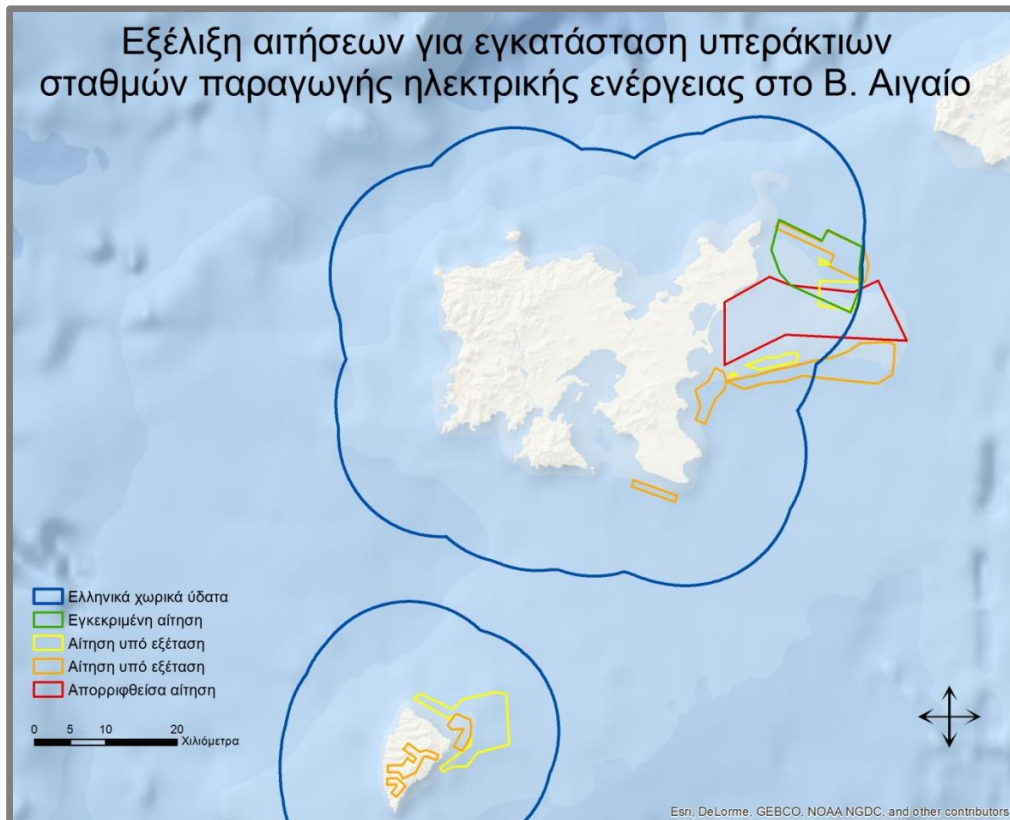 Εξέλιξη αιτήσεων για εγκατάσταση υπεράκτιων
σταθμών παραγωγής ηλεκτρικής ενέργειας στο Β. Αιγαίο
Ελληνικά χωρικά ύδατα
Εγκεκριμένη αίτηση
Αίτηση υπό εξέταση
Αίτηση υπό εξέταση
Απορριφθείσα αίτηση
0 5 10 20
Χιλιόμετρα
Esri, DeLorme, GEBCO, NOAA NGDC, and other contributors